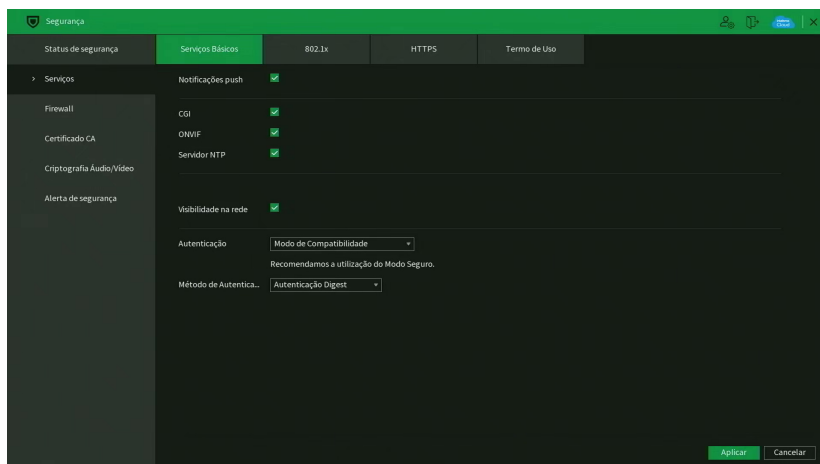 Segurança
Cloud
Status de segurança
Serviços Básicos
802.1x
HTTPS
Termo de Uso
> Serviços
Firewall
Certificado CA
Criptografia Áudio/Vídeo
Alerta de segurança
Notificações push
CGI
ONVIF
Servidor NTP
Visibilidade na rede
Autenticação
Modo de Compatibilidade
Recomendamos a utilização do Modo Seguro.
Método de Autentica...
Autenticação Digest
Aplicar
Cancelar